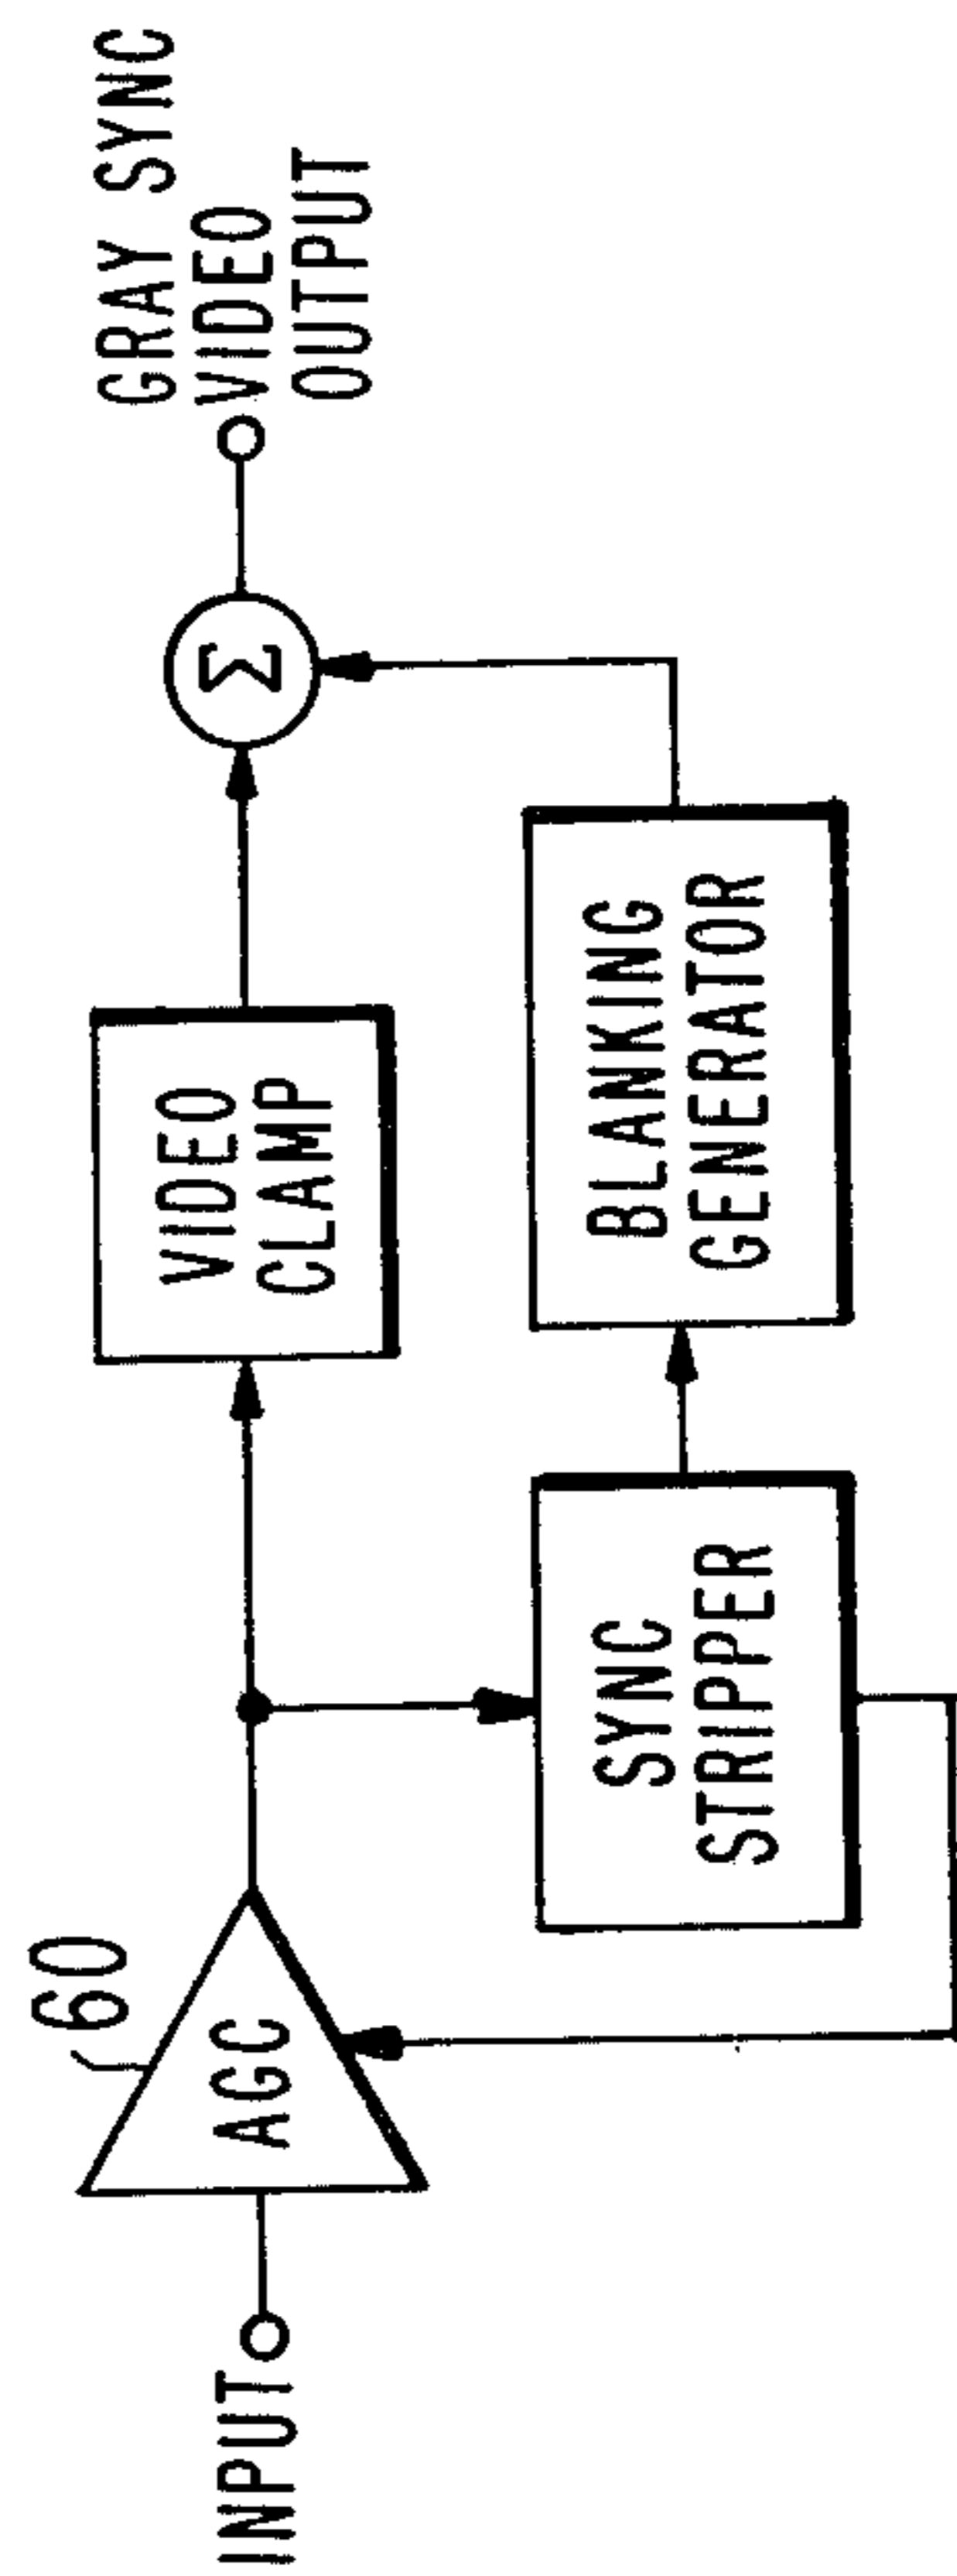 INPUT
60
AGC
VIDEO
CLAMP
SYNC
STRIPPER
BLANKING
GENERATOR
Σ
GRAY SYNC
VIDEO
OUTPUT